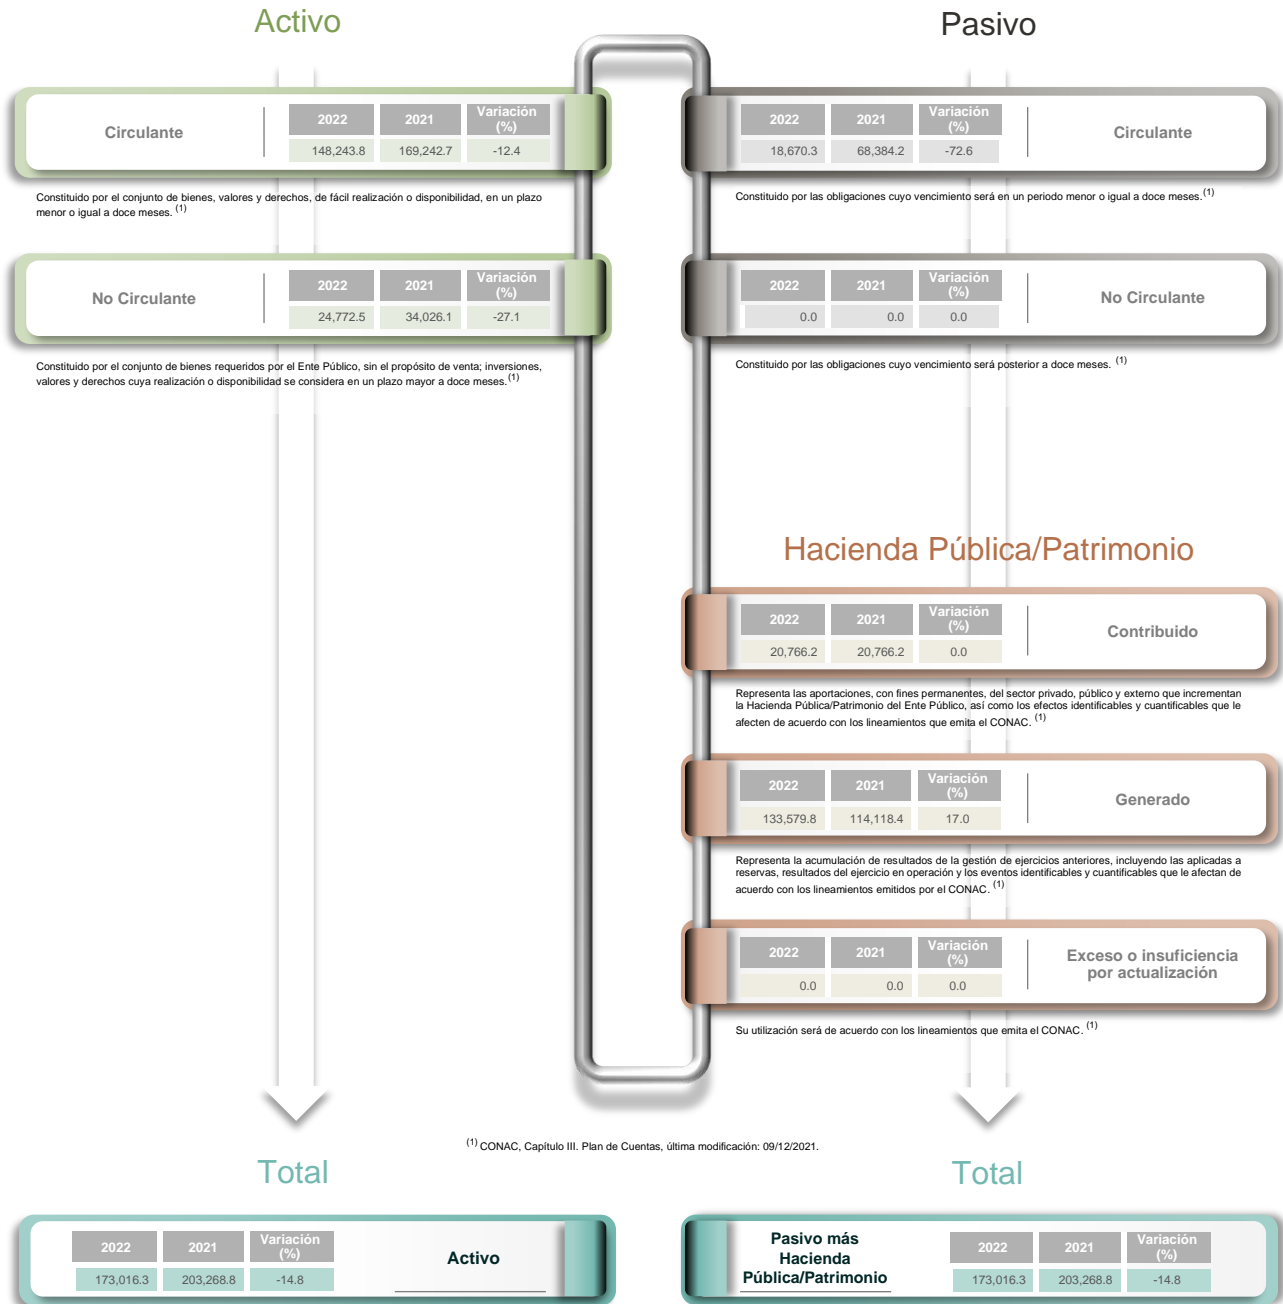 Activo
Circulante
2022 2021 Variación (%)
148,243.8 169,242.7 -12.4
Constituido por el conjunto de bienes, valores y derechos, de fácil realización o disponibilidad, en un plazo
menor o igual a doce meses. (1)
No Circulante
2022 2021 Variación (%)
24,772.5 34,026.1 -27.1
Constituido por el conjunto de bienes requeridos por el Ente Público, sin el propósito de venta; inversiones,
valores y derechos cuya realización o disponibilidad se considera en un plazo mayor a doce meses. (1)
Pasivo
2022 2021 Variación (%)
18,670.3 68,384.2 -72.6
Circulante
Constituido por las obligaciones cuyo vencimiento será en un periodo menor o igual a doce meses. (1)
2022 2021 Variación (%)
0.0 0.0 0.0
No Circulante
Constituido por las obligaciones cuyo vencimiento será posterior a doce meses. (1)
Hacienda Pública/Patrimonio
2022 2021 Variación (%)
20,766.2 20,766.2 0.0
Contribuido
Representa las aportaciones, con fines permanentes, del sector privado, público y externo que incrementan
la Hacienda Pública/Patrimonio del Ente Público, así como los efectos identificables y cuantificables que le
afecten de acuerdo con los lineamientos que emita el CONAC. (1)
2022 2021 Variación (%)
133,579.8 114,118.4 17.0
Generado
Representa la acumulación de resultados de la gestión de ejercicios anteriores, incluyendo las aplicadas a
reservas, resultados del ejercicio en operación y los eventos identificables y cuantificables que le afectan de
acuerdo con los lineamientos emitidos por el CONAC. (1)
2022 2021 Variación (%)
0.0 0.0 0.0
Exceso o insuficiencia
por actualización
Su utilización será de acuerdo con los lineamientos que emita el CONAC. (1)
(1) CONAC, Capítulo III. Plan de Cuentas, última modificación: 09/12/2021.
Total
2022 2021 Variación (%)
173,016.3 203,268.8 -14.8
Activo
Total
Pasivo más
Hacienda
Pública/Patrimonio
2022 2021 Variación (%)
173,016.3 203,268.8 -14.8